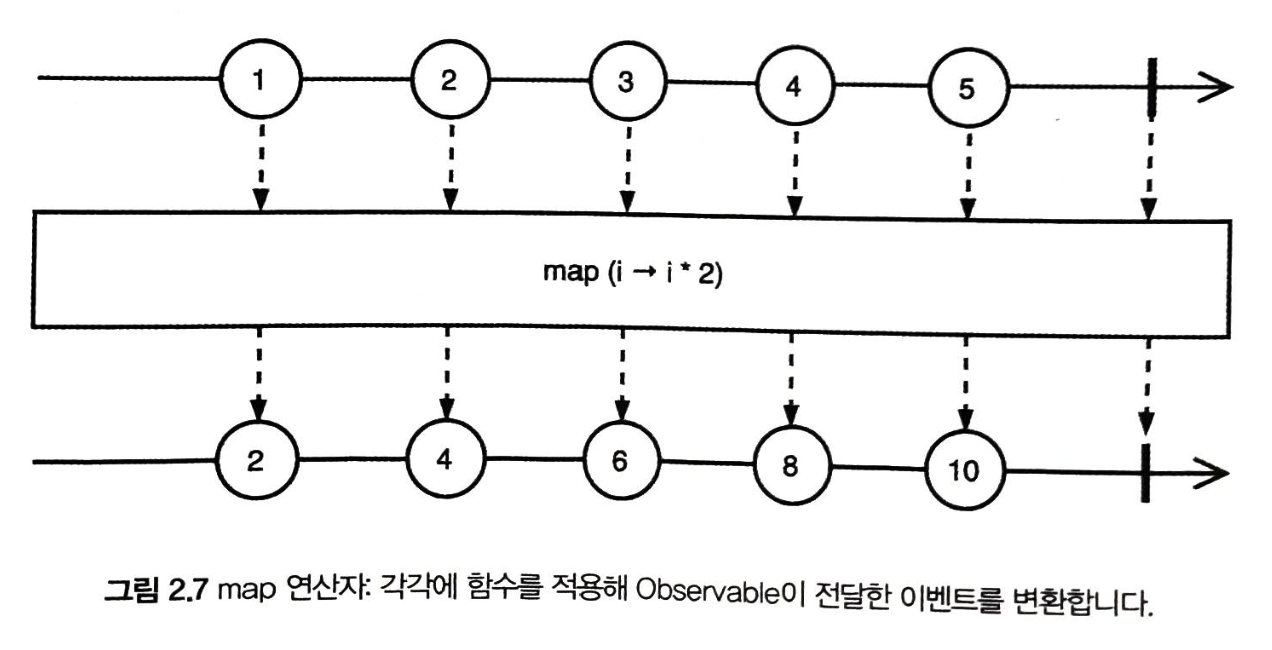 1 2 3 4 5
map (i → i * 2)
2 4 6 8 10
그림 2.7 map 연산자: 각각에 함수를 적용해 Observable이 전달한 이벤트를 변환합니다.